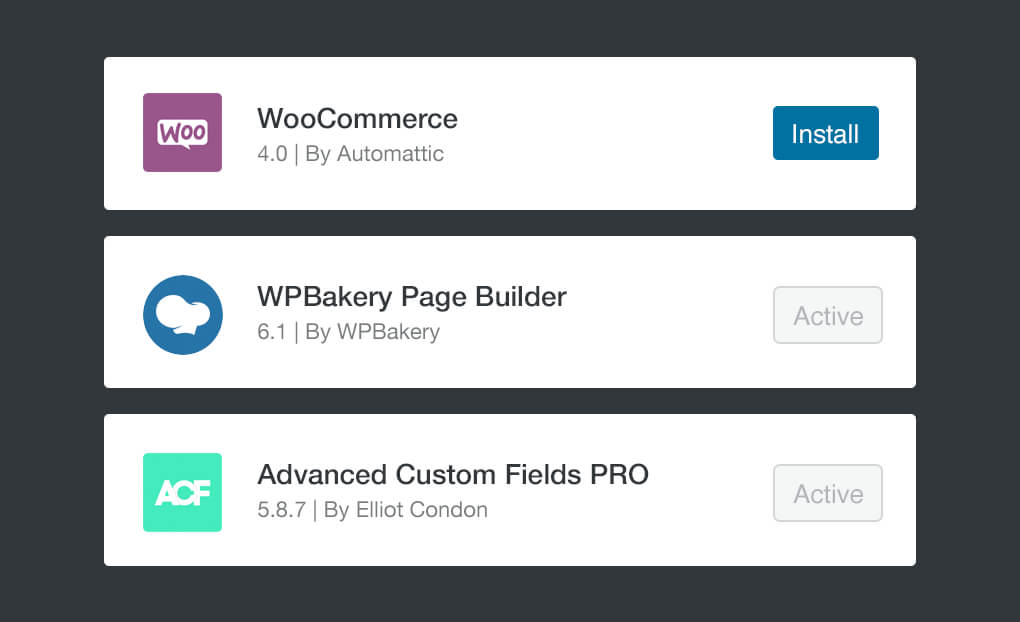 WOO
WooCommerce
4.0 | By Automattic
Install
WPBakery Page Builder
6.1 | By WPBakery
Active
ACF
Advanced Custom Fields PRO
5.8.7 | By Elliot Condon
Active